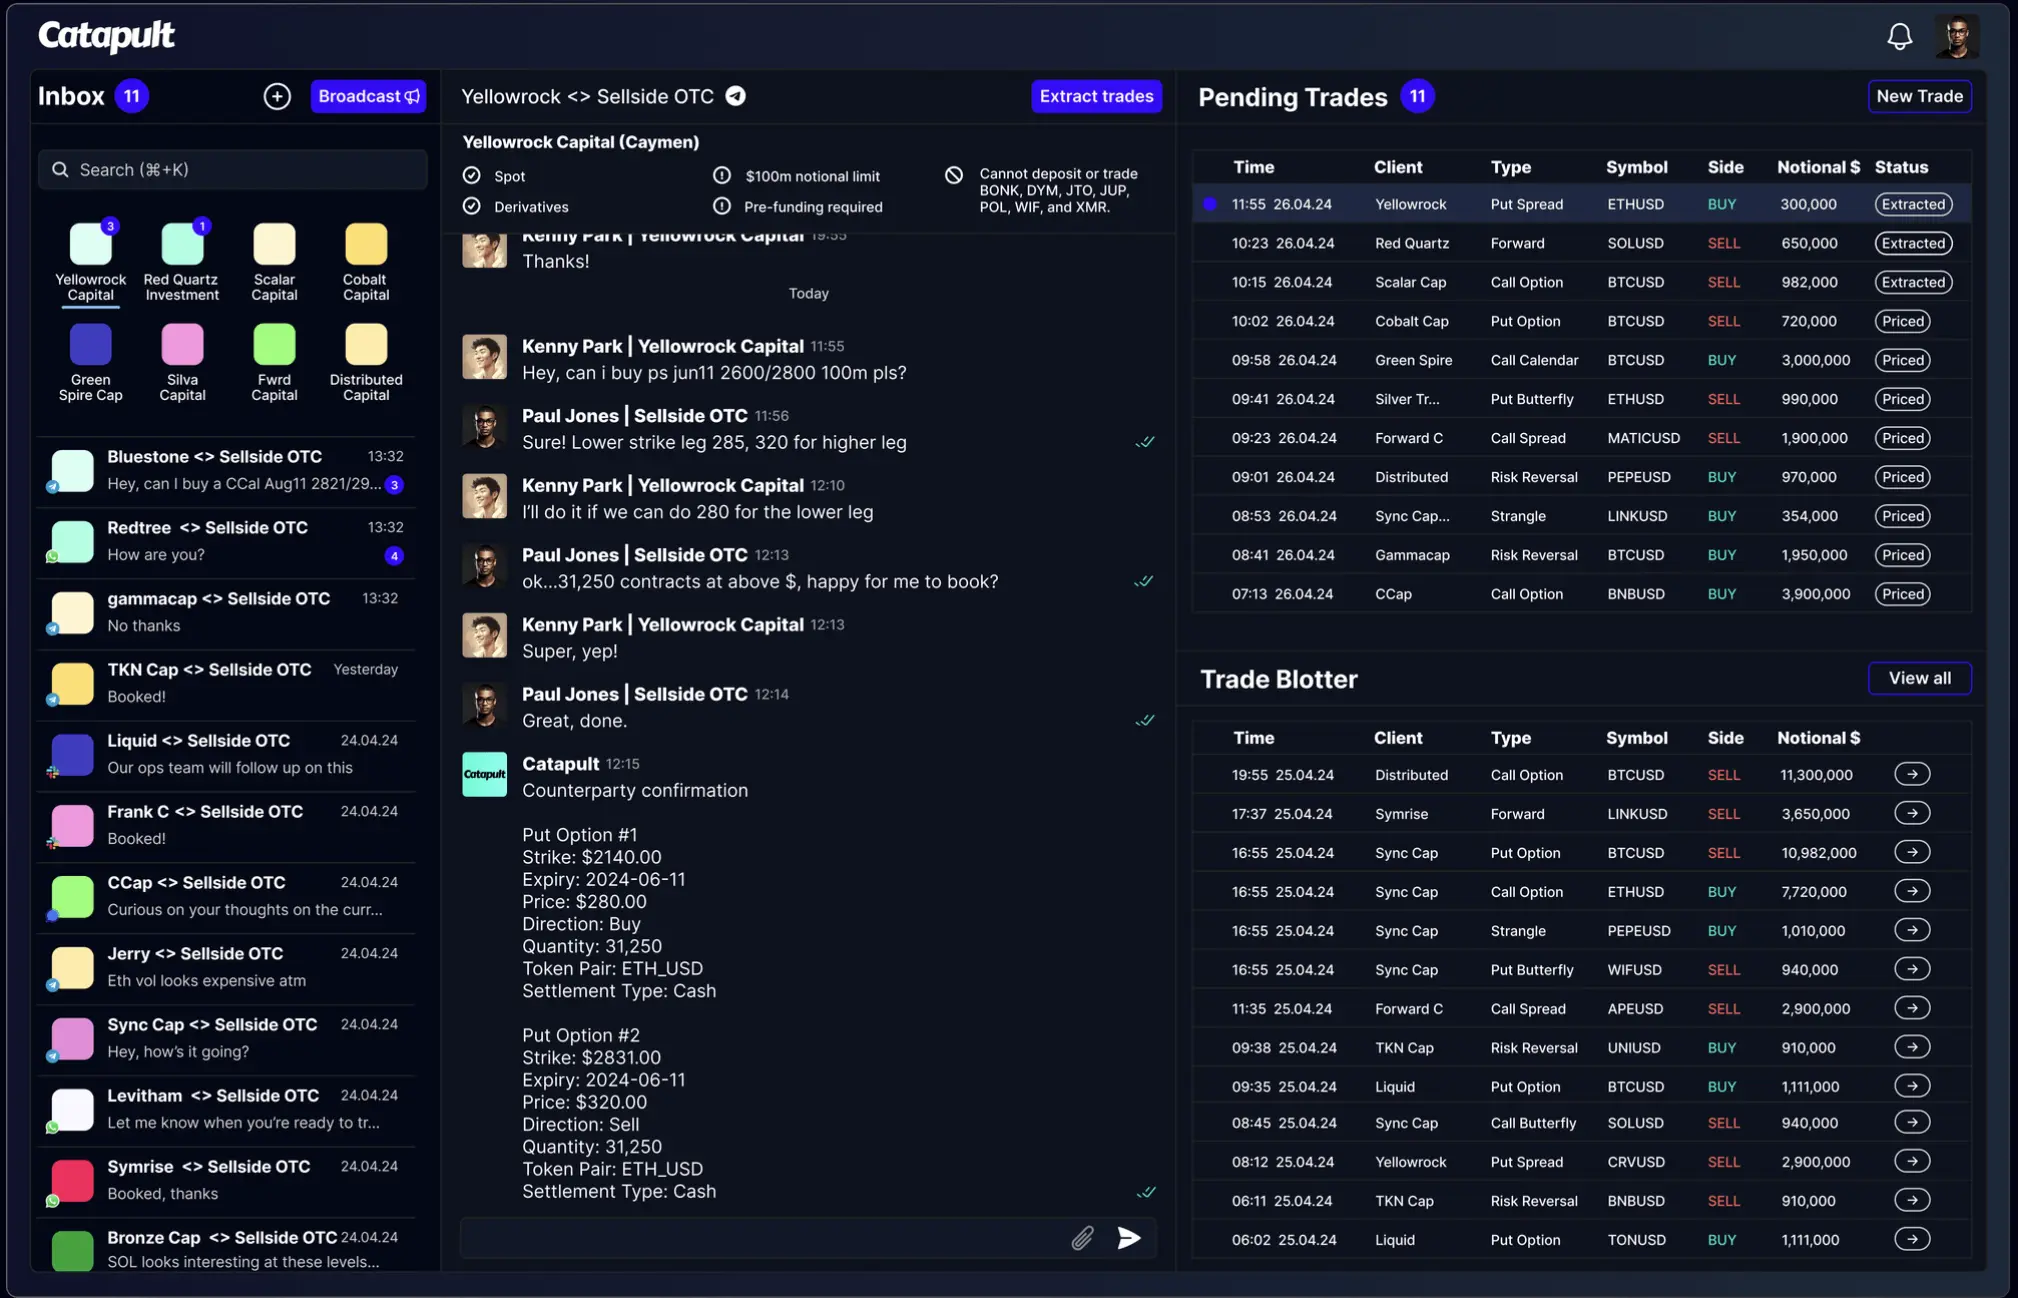 Catapult
Inbox 11
Broadcast
Search (⌘+K)
3
1
Yellowrock Capital
Red Quartz Investment
Scalar Capital
Cobalt Capital
Green Spire Cap
Silva Capital
Fwrd Capital
Distributed Capital
Bluestone <> Sellside OTC 13:32
Hey, can I buy a CCal Aug11 2821/29... 3
Redtree <> Sellside OTC 13:32
How are you? 4
gammacap <> Sellside OTC 13:32
No thanks
TKN Cap <> Sellside OTC Yesterday
Booked!
Liquid <> Sellside OTC 24.04.24
Our ops team will follow up on this
Frank C <> Sellside OTC 24.04.24
Booked!
CCap <> Sellside OTC 24.04.24
Curious on your thoughts on the curr...
Jerry <> Sellside OTC 24.04.24
Eth vol looks expensive atm
Sync Cap <> Sellside OTC 24.04.24
Hey, how's it going?
Levitham <> Sellside OTC 24.04.24
Let me know when you're ready to tr...
Symrise <> Sellside OTC 24.04.24
Booked, thanks
Bronze Cap <> Sellside OTC 24.04.24
SOL looks interesting at these levels...
Yellowrock <> Sellside OTC
Extract trades
Yellowrock Capital (Caymen)
Spot
Derivatives
$100m notional limit
Pre-funding required
Cannot deposit or trade
BONK, DYM, JTO, JUP,
POL, WIF, and XMR.
Kenny Park | Yellowrock Capital 19:55
Thanks!
Today
Kenny Park | Yellowrock Capital 11:55
Hey, can i buy ps jun11 2600/2800 100m pls?
Paul Jones | Sellside OTC 11:56
Sure! Lower strike leg 285, 320 for higher leg
Kenny Park | Yellowrock Capital 12:10
I'll do it if we can do 280 for the lower leg
Paul Jones | Sellside OTC 12:13
ok...31,250 contracts at above $, happy for me to book?
Kenny Park | Yellowrock Capital 12:13
Super, yep!
Paul Jones | Sellside OTC 12:14
Great, done.
Catapult
Catapult 12:15
Counterparty confirmation
Put Option #1
Strike: $2140.00
Expiry: 2024-06-11
Price: $280.00
Direction: Buy
Quantity: 31,250
Token Pair: ETH_USD
Settlement Type: Cash
Put Option #2
Strike: $2831.00
Expiry: 2024-06-11
Price: $320.00
Direction: Sell
Quantity: 31,250
Token Pair: ETH_USD
Settlement Type: Cash
Pending Trades 11
New Trade
Time Client Type Symbol Side Notional $ Status
11:55 26.04.24 Yellowrock Put Spread ETHUSD BUY 300,000 Extracted
10:23 26.04.24 Red Quartz Forward SOLUSD SELL 650,000 Extracted
10:15 26.04.24 Scalar Cap Call Option BTCUSD SELL 982,000 Extracted
10:02 26.04.24 Cobalt Cap Put Option BTCUSD SELL 720,000 Priced
09:58 26.04.24 Green Spire Call Calendar BTCUSD BUY 3,000,000 Priced
09:41 26.04.24 Silver Tr... Put Butterfly ETHUSD SELL 990,000 Priced
09:23 26.04.24 Forward C Call Spread MATICUSD SELL 1,900,000 Priced
09:01 26.04.24 Distributed Risk Reversal PEPEUSD BUY 970,000 Priced
08:53 26.04.24 Sync Cap... Strangle LINKUSD BUY 354,000 Priced
08:41 26.04.24 Gammacap Risk Reversal BTCUSD BUY 1,950,000 Priced
07:13 26.04.24 CCap Call Option BNBUSD BUY 3,900,000 Priced
Trade Blotter
View all
Time Client Type Symbol Side Notional $
19:55 25.04.24 Distributed Call Option BTCUSD SELL 11,300,000
17:37 25.04.24 Symrise Forward LINKUSD SELL 3,650,000
16:55 25.04.24 Sync Cap Put Option BTCUSD SELL 10,982,000
16:55 25.04.24 Sync Cap Call Option ETHUSD BUY 7,720,000
16:55 25.04.24 Sync Cap Strangle PEPEUSD BUY 1,010,000
16:55 25.04.24 Sync Cap Put Butterfly WIFUSD SELL 940,000
11:35 25.04.24 Forward C Call Spread APEUSD SELL 2,900,000
09:38 25.04.24 TKN Cap Risk Reversal UNIUSD BUY 910,000
09:35 25.04.24 Liquid Put Option BTCUSD BUY 1,111,000
08:45 25.04.24 Sync Cap Call Butterfly SOLUSD SELL 940,000
08:12 25.04.24 Yellowrock Put Spread CRVUSD SELL 2,900,000
06:11 25.04.24 TKN Cap Risk Reversal BNBUSD SELL 910,000
06:02 25.04.24 Liquid Put Option TONUSD BUY 1,111,000